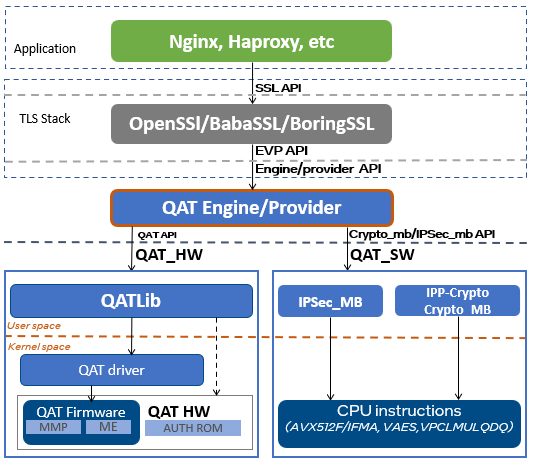 Application
Nginx, Haproxy, etc
SSL API
TLS Stack
OpenSSl/BabaSSL/BoringSSL
EVP API
Engine/provider API
QAT Engine/Provider
QAT API
Crypto_mb/IPSec_mb API
QAT_HW
QAT_SW
QATLib
IPSec_MB
IPP-Crypto
Crypto_MB
User space
Kernel space
QAT driver
QAT Firmware
MMP
ME
QAT HW
AUTH ROM
CPU instructions
(AVX512F/IFMA, VAES,VPCLMULQDQ)